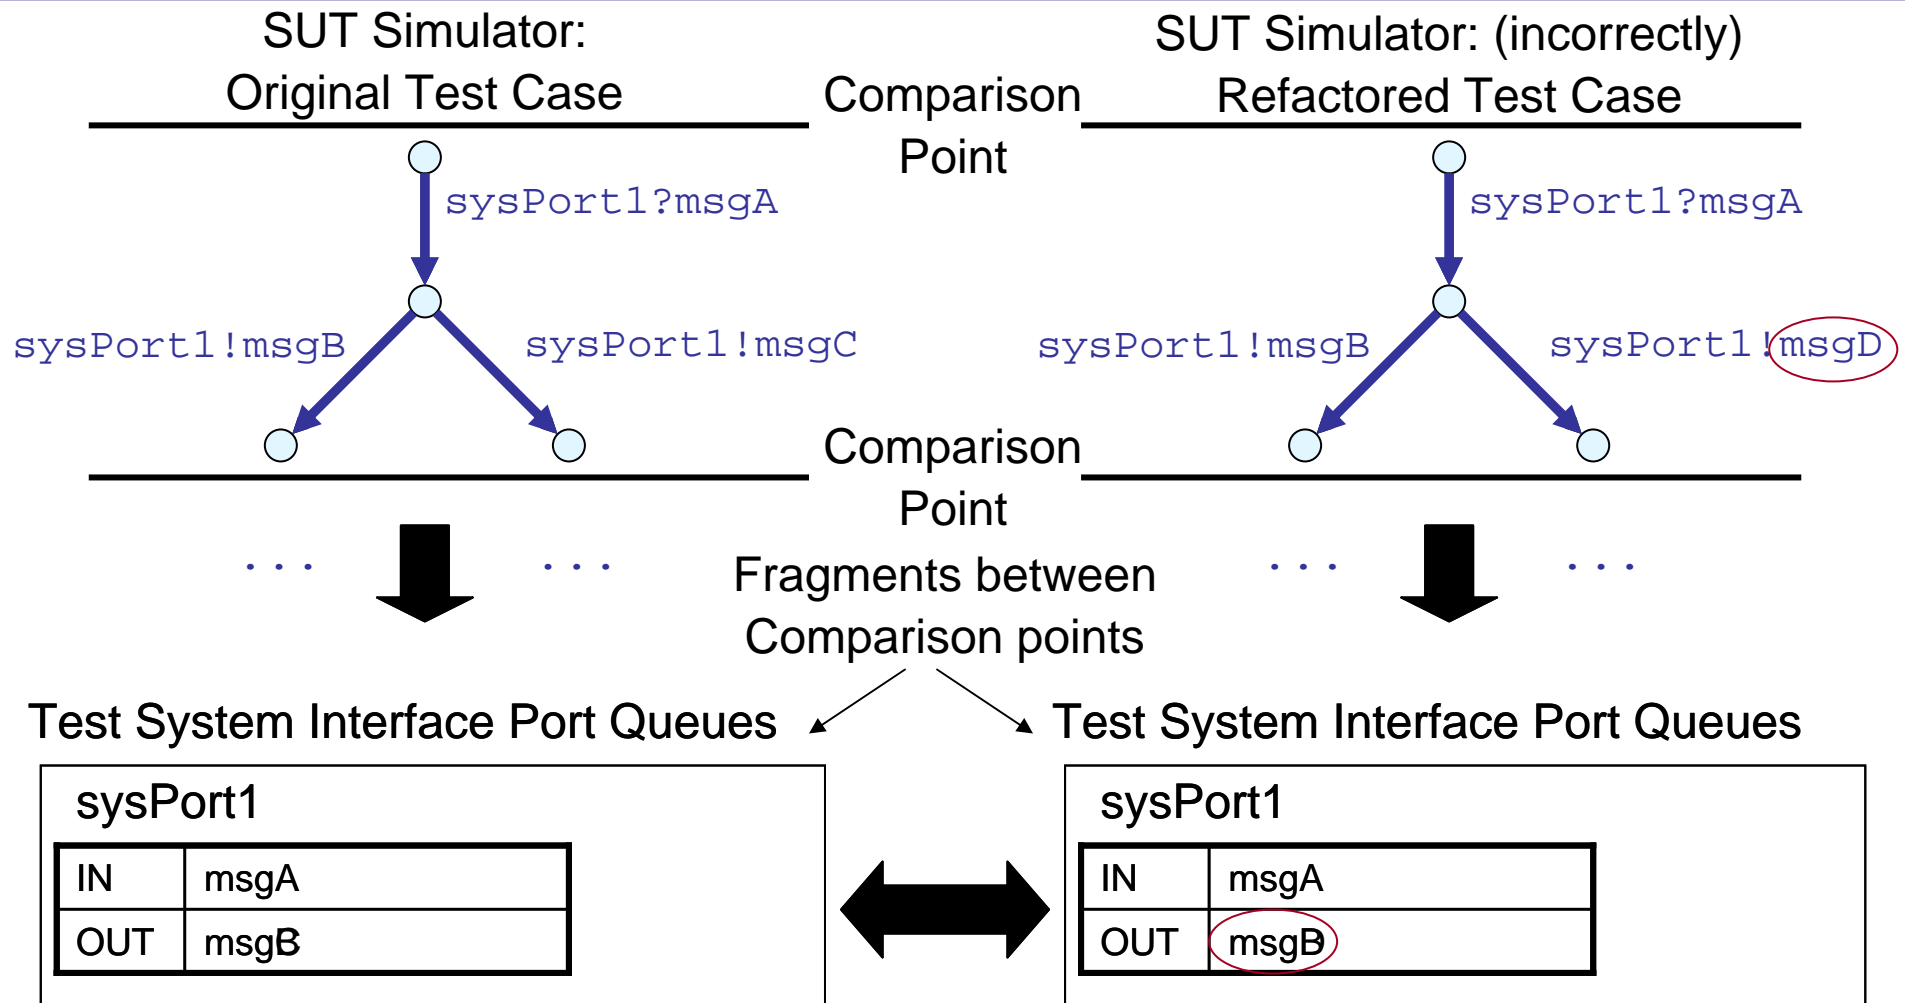 SUT Simulator:
Original Test Case
SUT Simulator: (incorrectly)
Refactored Test Case
Comparison
Point
sysPort1?msgA
sysPort1?msgA
sysPort1!msgB
sysPort1!msgC
sysPort1!msgB
sysPort1!msgD
Comparison
Point
... ...
... ...
Fragments between
Comparison points
Test System Interface Port Queues
Test System Interface Port Queues
sysPort1
IN msgA
OUT
sysPort1
IN msgA
OUT